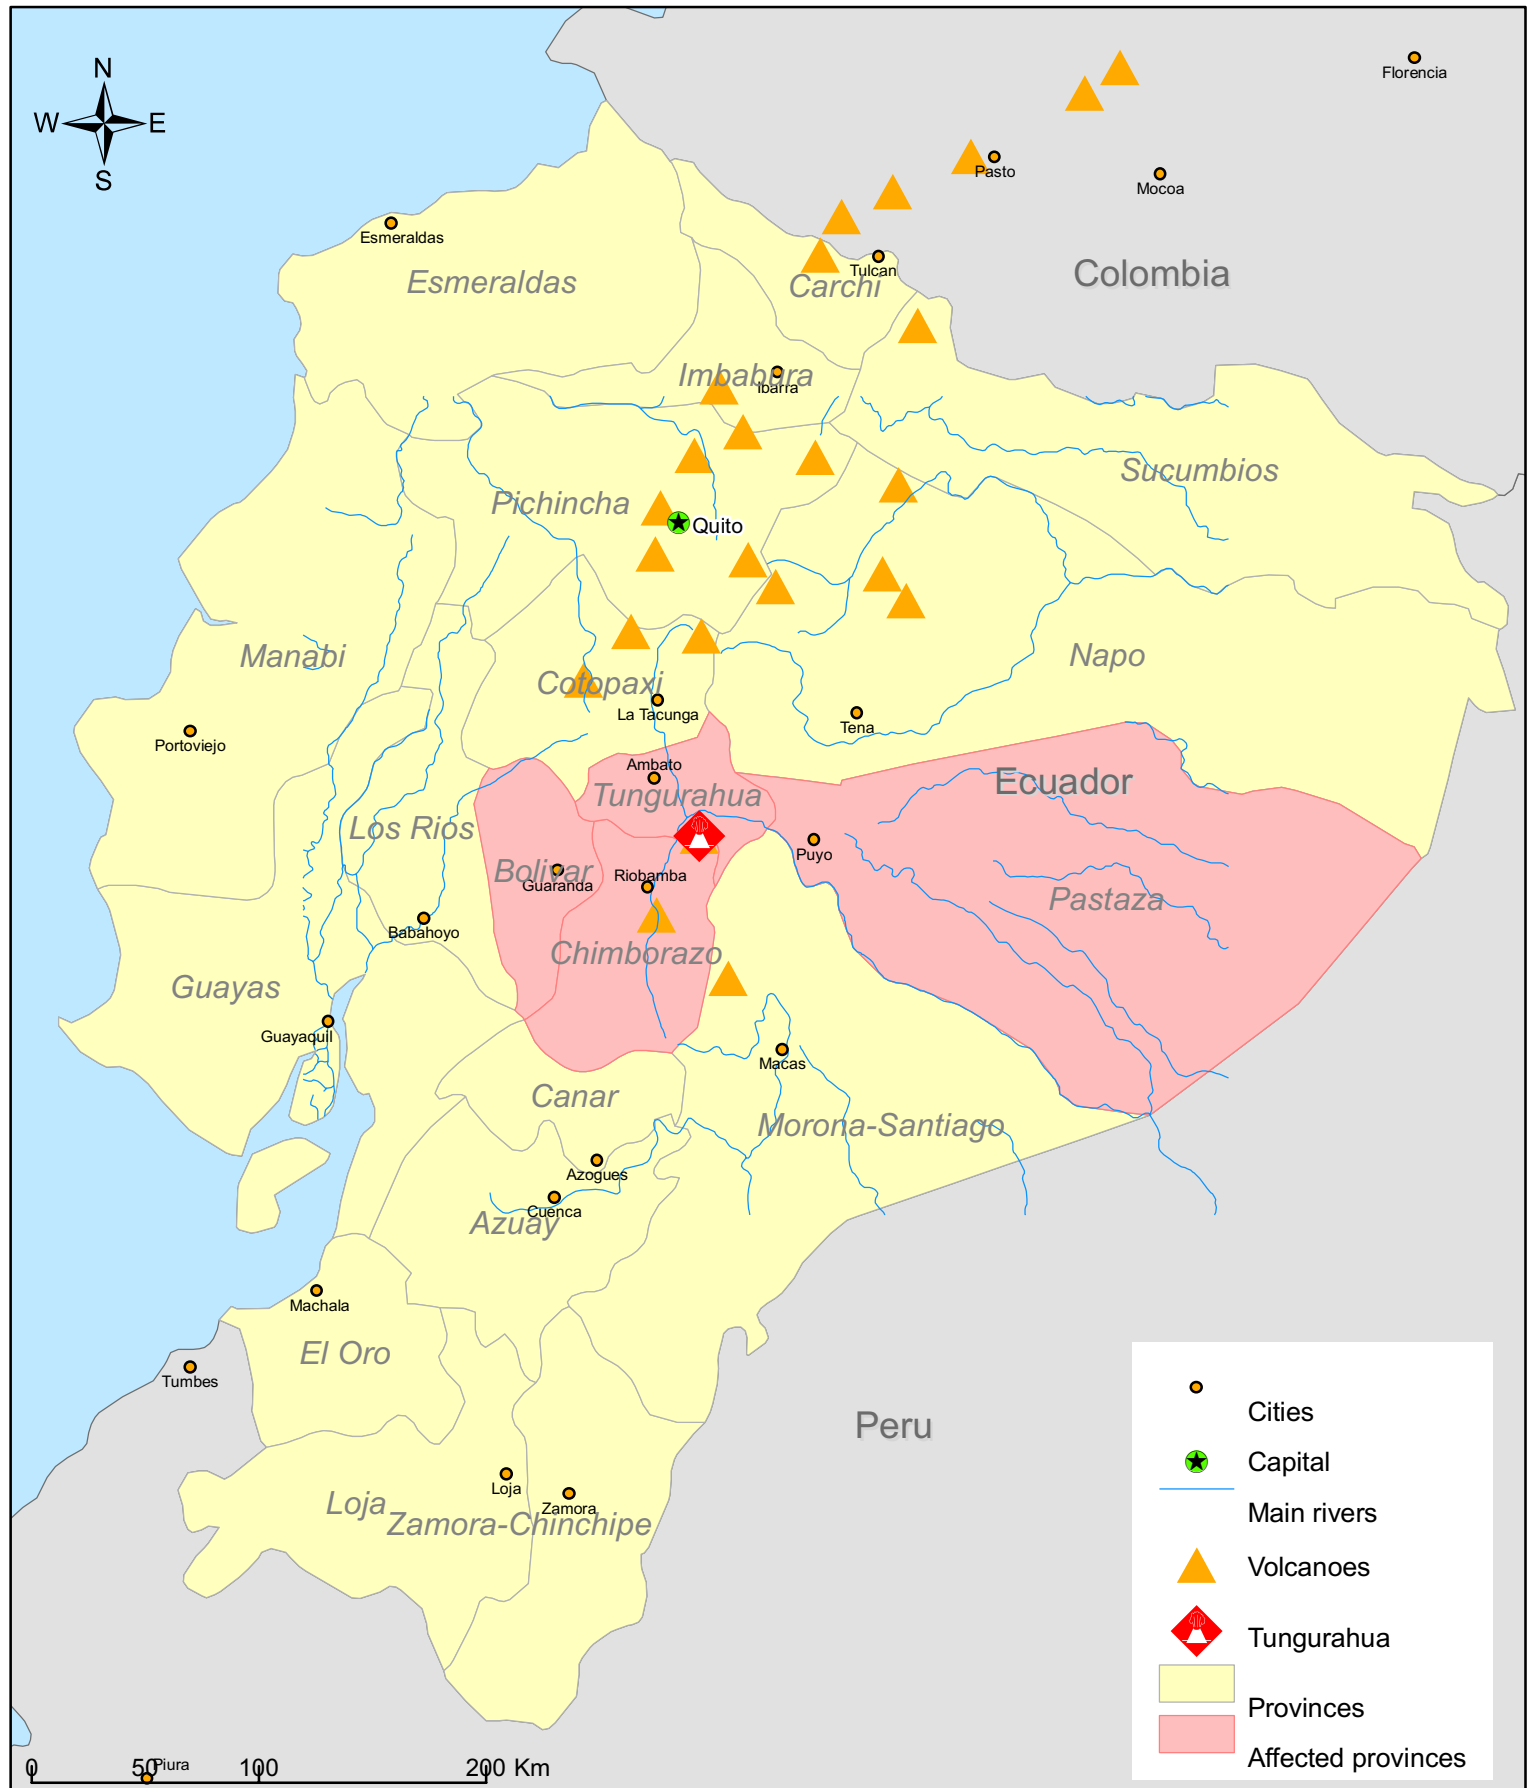 N
W E
S
Florencia
Pasto
Mocoa
Esmeraldas
Esmeraldas
Tulcan
Carchi
Colombia
Imbabura
Ibarra
Sucumbios
Pichincha
Quito
Manabi
Napo
Cotopaxi
La Tacunga
Tena
Portoviejo
Ambato
Tungurahua
Ecuador
Los Rios
Puyo
Bolivar
Guaranda
Riobamba
Pastaza
Babahoyo
Chimborazo
Guayas
Guayaquil
Macas
Canar
Morona-Santiago
Azogues
Cuenca
Azuay
Machala
El Oro
Tumbes
Peru
Loja
Loja
Zamora
Zamora-Chinchipe
Cities
Capital
Main rivers
Volcanoes
Tungurahua
Provinces
Affected provinces
0 50 100 200 Km
Piura